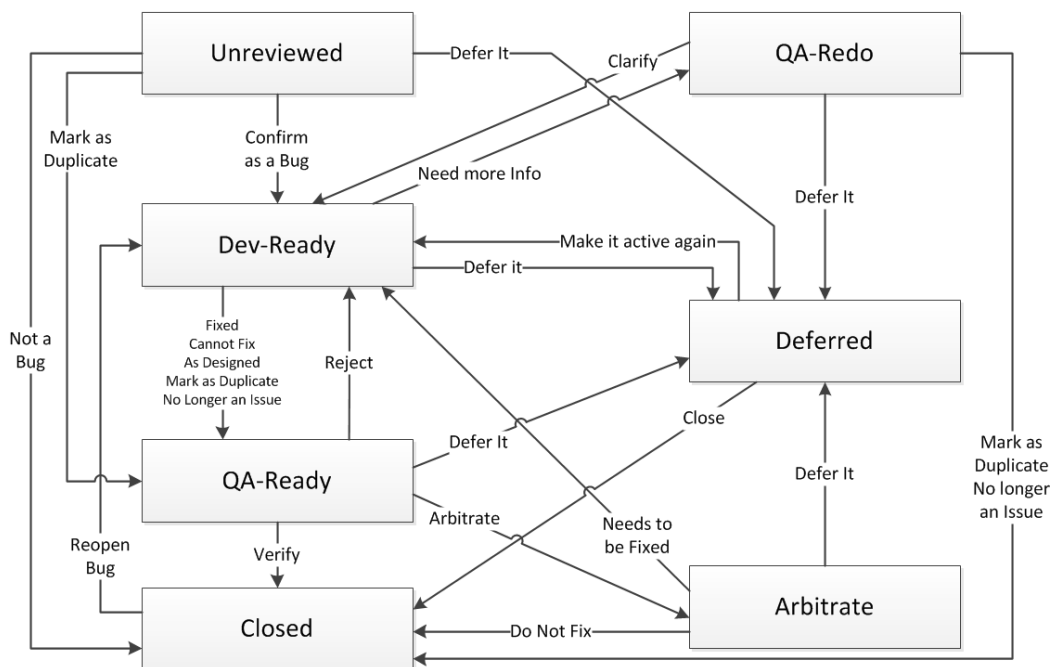 Unreviewed
Defer It
Clarify
QA-Redo
Mark as
Duplicate
Confirm
as a Bug
Need more Info
Defer It
Dev-Ready
Make it active again
Defer it
Not a
Bug
Fixed
Cannot Fix
As Designed
Mark as Duplicate
No Longer an Issue
Reject
Deferred
Close
Defer It
QA-Ready
Arbitrate
Needs to
be Fixed
Defer It
Mark as
Duplicate
No longer
an Issue
Reopen
Bug
Verify
Closed
Do Not Fix
Arbitrate